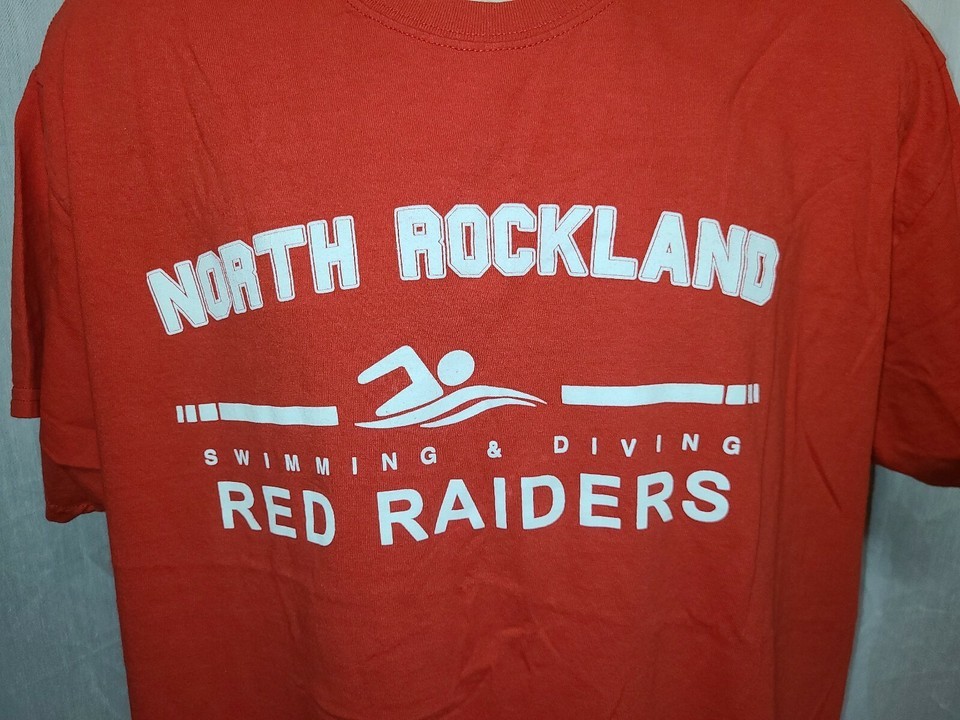 NORTH ROCKLAND
SWIMMING & DIVING
RED RAIDERS